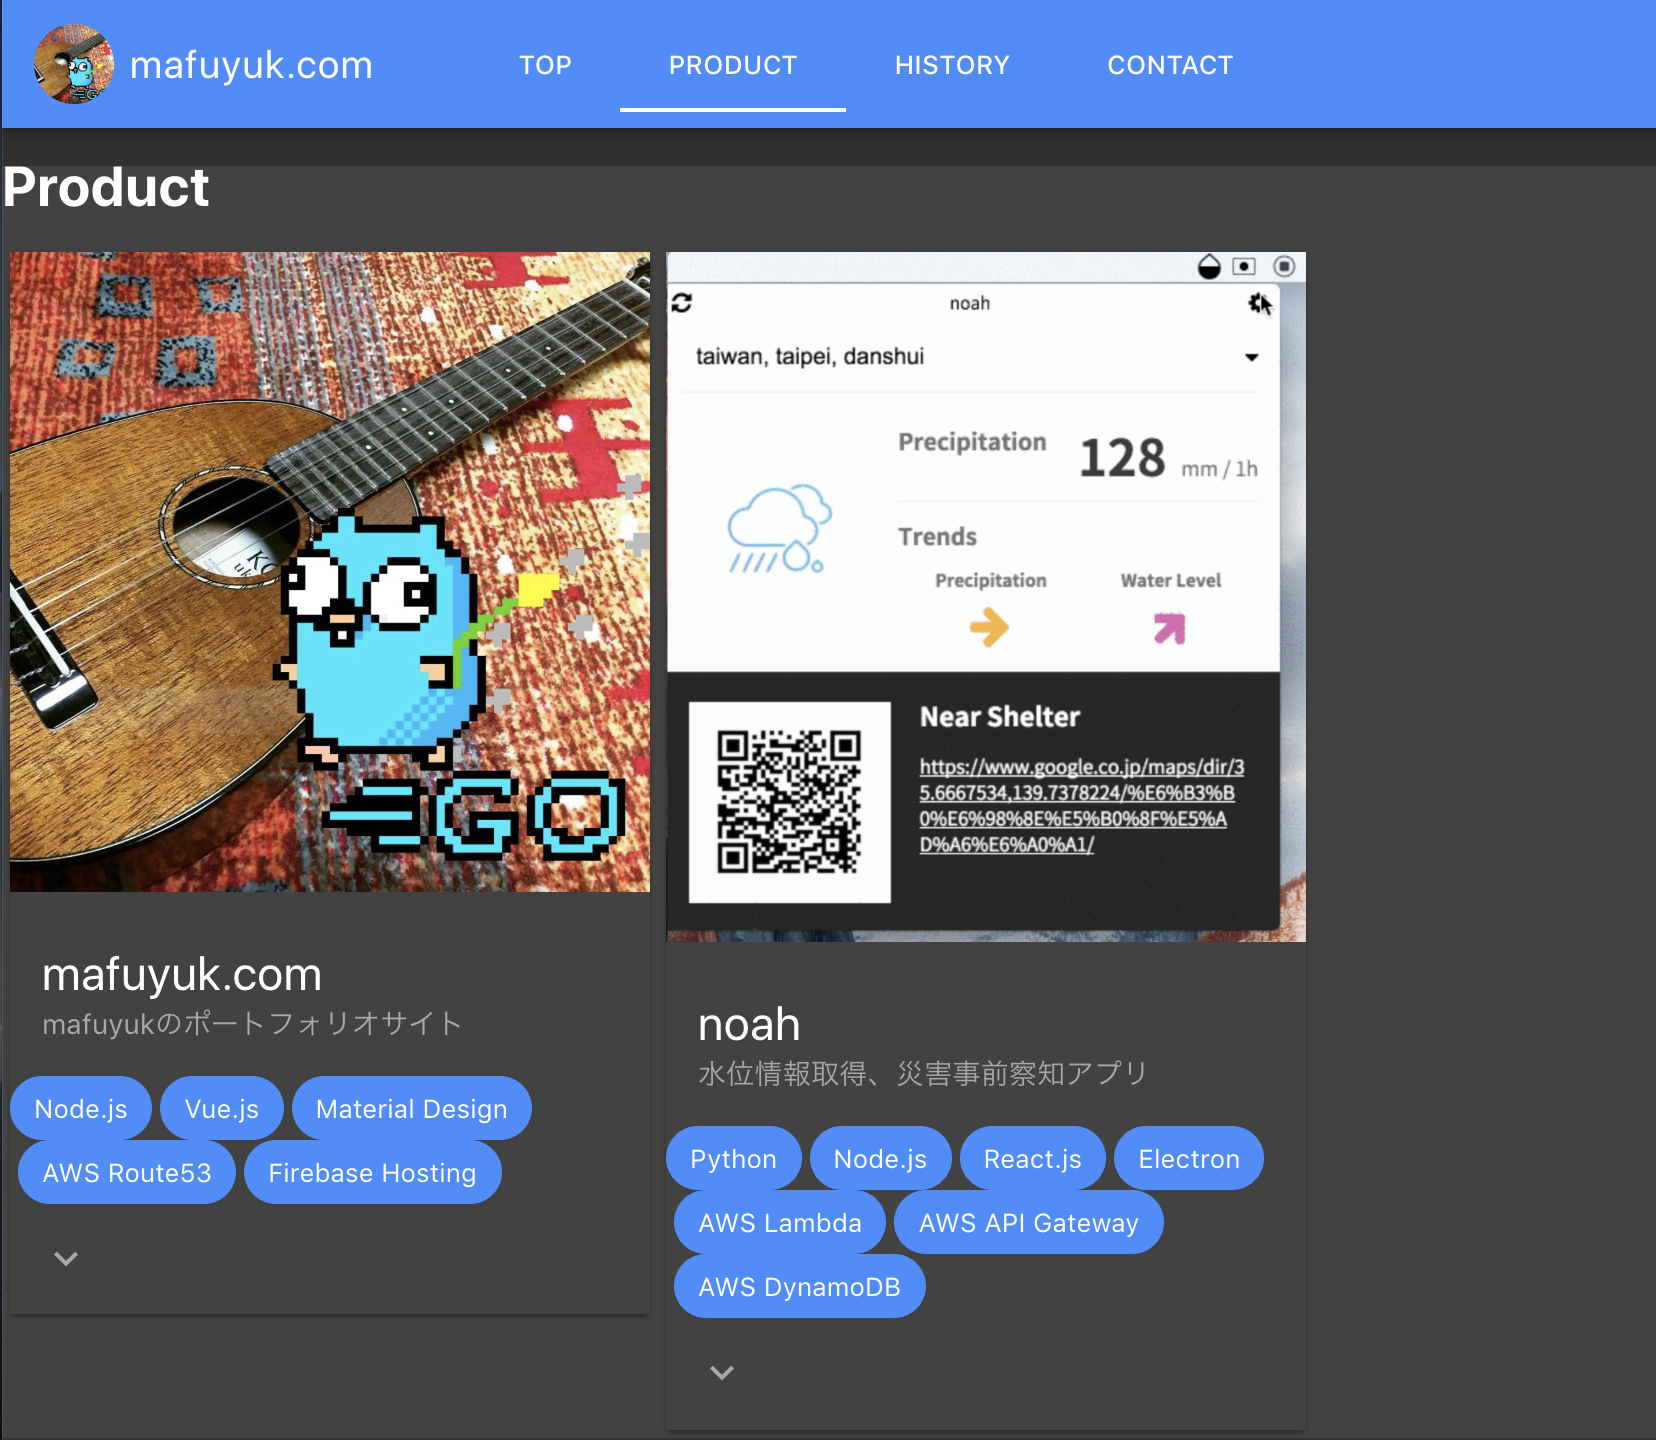 mafuyuk.com
TOP
PRODUCT
HISTORY
CONTACT
Product
GO
noah
taiwan, taipei, danshui
Precipitation
128 mm / 1h
Trends
Precipitation
Water Level
Near Shelter
https://www.google.co.jp/maps/dir/3
5.6667534,139.7378224/%E6%B3%B
0%E6%98%8E%E5%B0%8F%E5%A
D%A6%E6%A0%A1/
mafuyuk.com
mafuyukのポートフォリオサイト
Node.js
Vue.js
Material Design
AWS Route53
Firebase Hosting
noah
水位情報取得、災害事前察知アプリ
Python
Node.js
React.js
Electron
AWS Lambda
AWS API Gateway
AWS DynamoDB